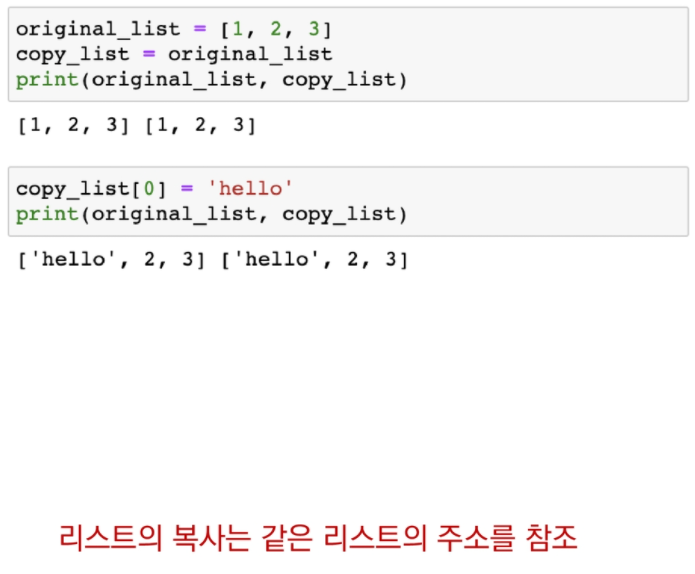 original_list = [1, 2, 3]
copy_list = original_list
print(original_list, copy_list)
[1, 2, 3] [1, 2, 3]
copy_list[0] = 'hello'
print(original_list, copy_list)
['hello', 2, 3] ['hello', 2, 3]
리스트의 복사는 같은 리스트의 주소를 참조